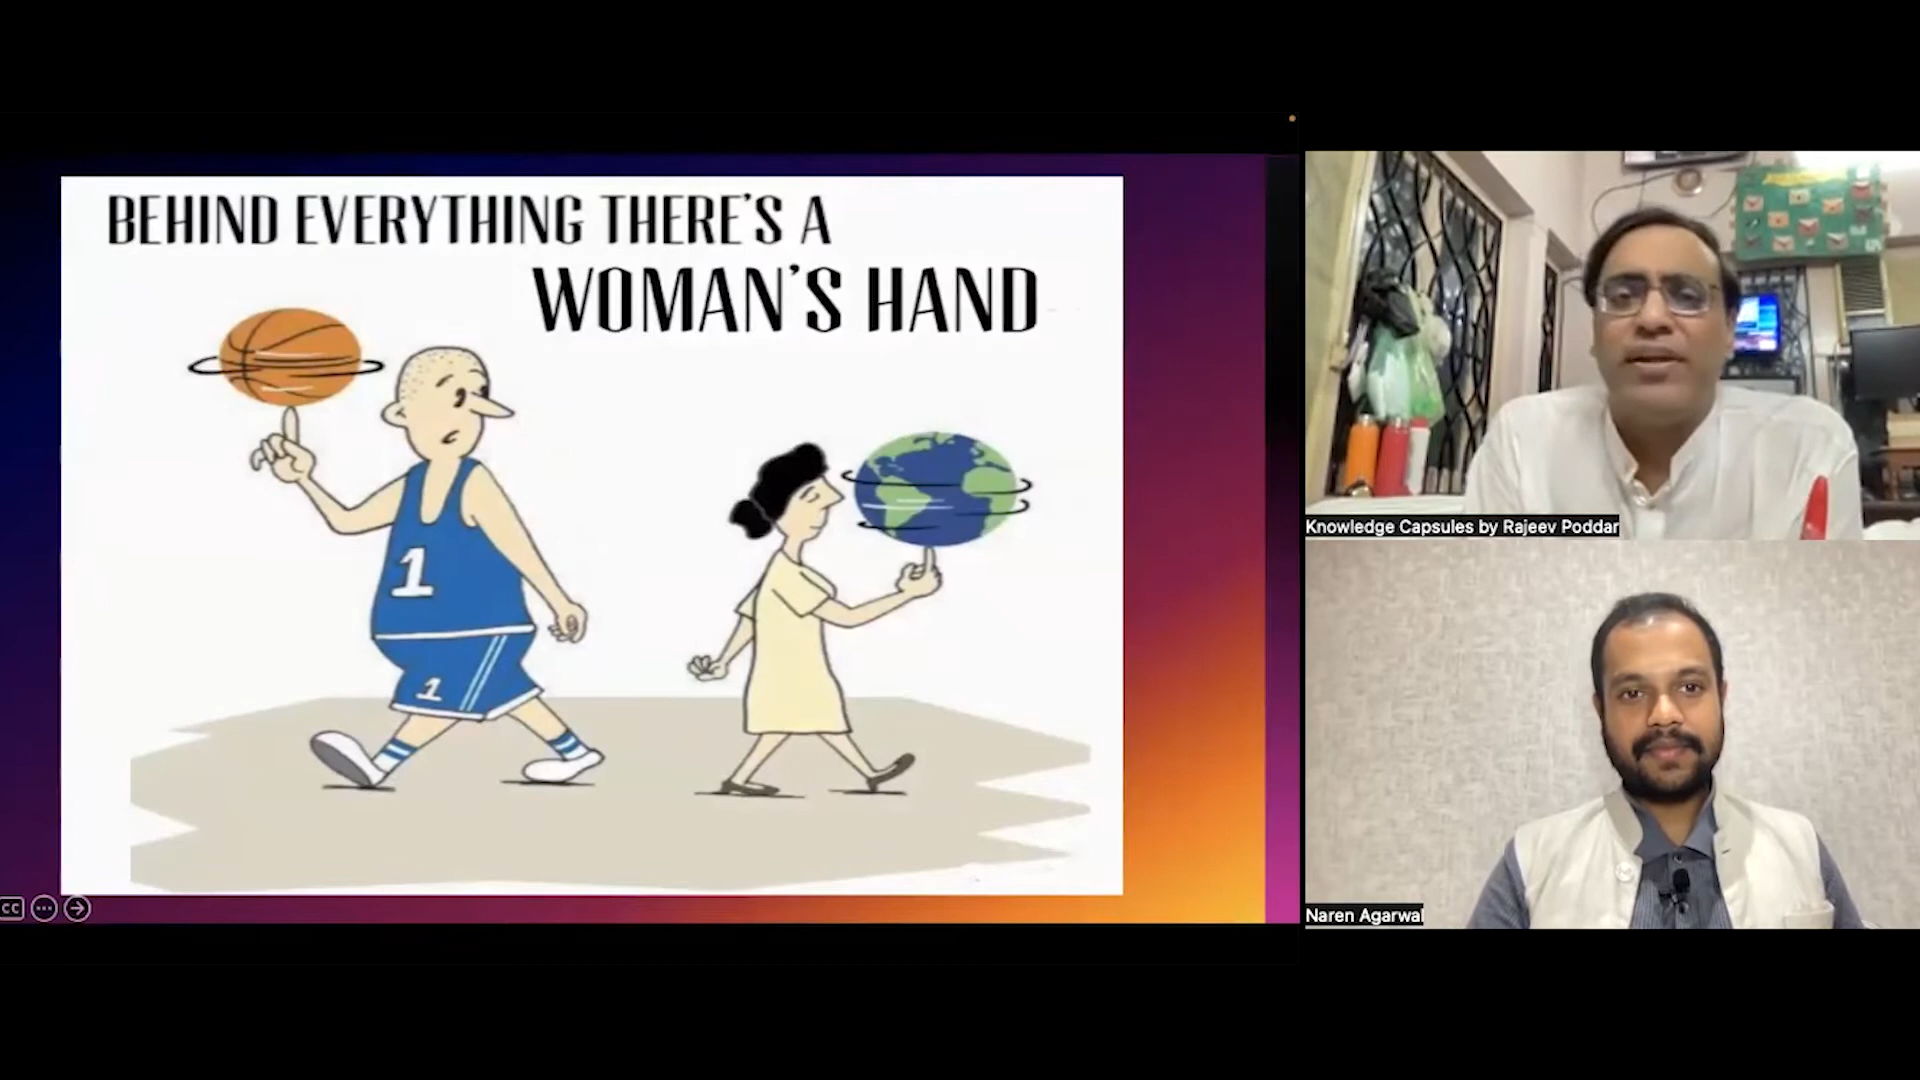 BEHIND EVERYTHING THERE'S A
WOMAN'S HAND
1
1
CC
Knowledge Capsules by Rajeev Poddar
Naren Agarwal